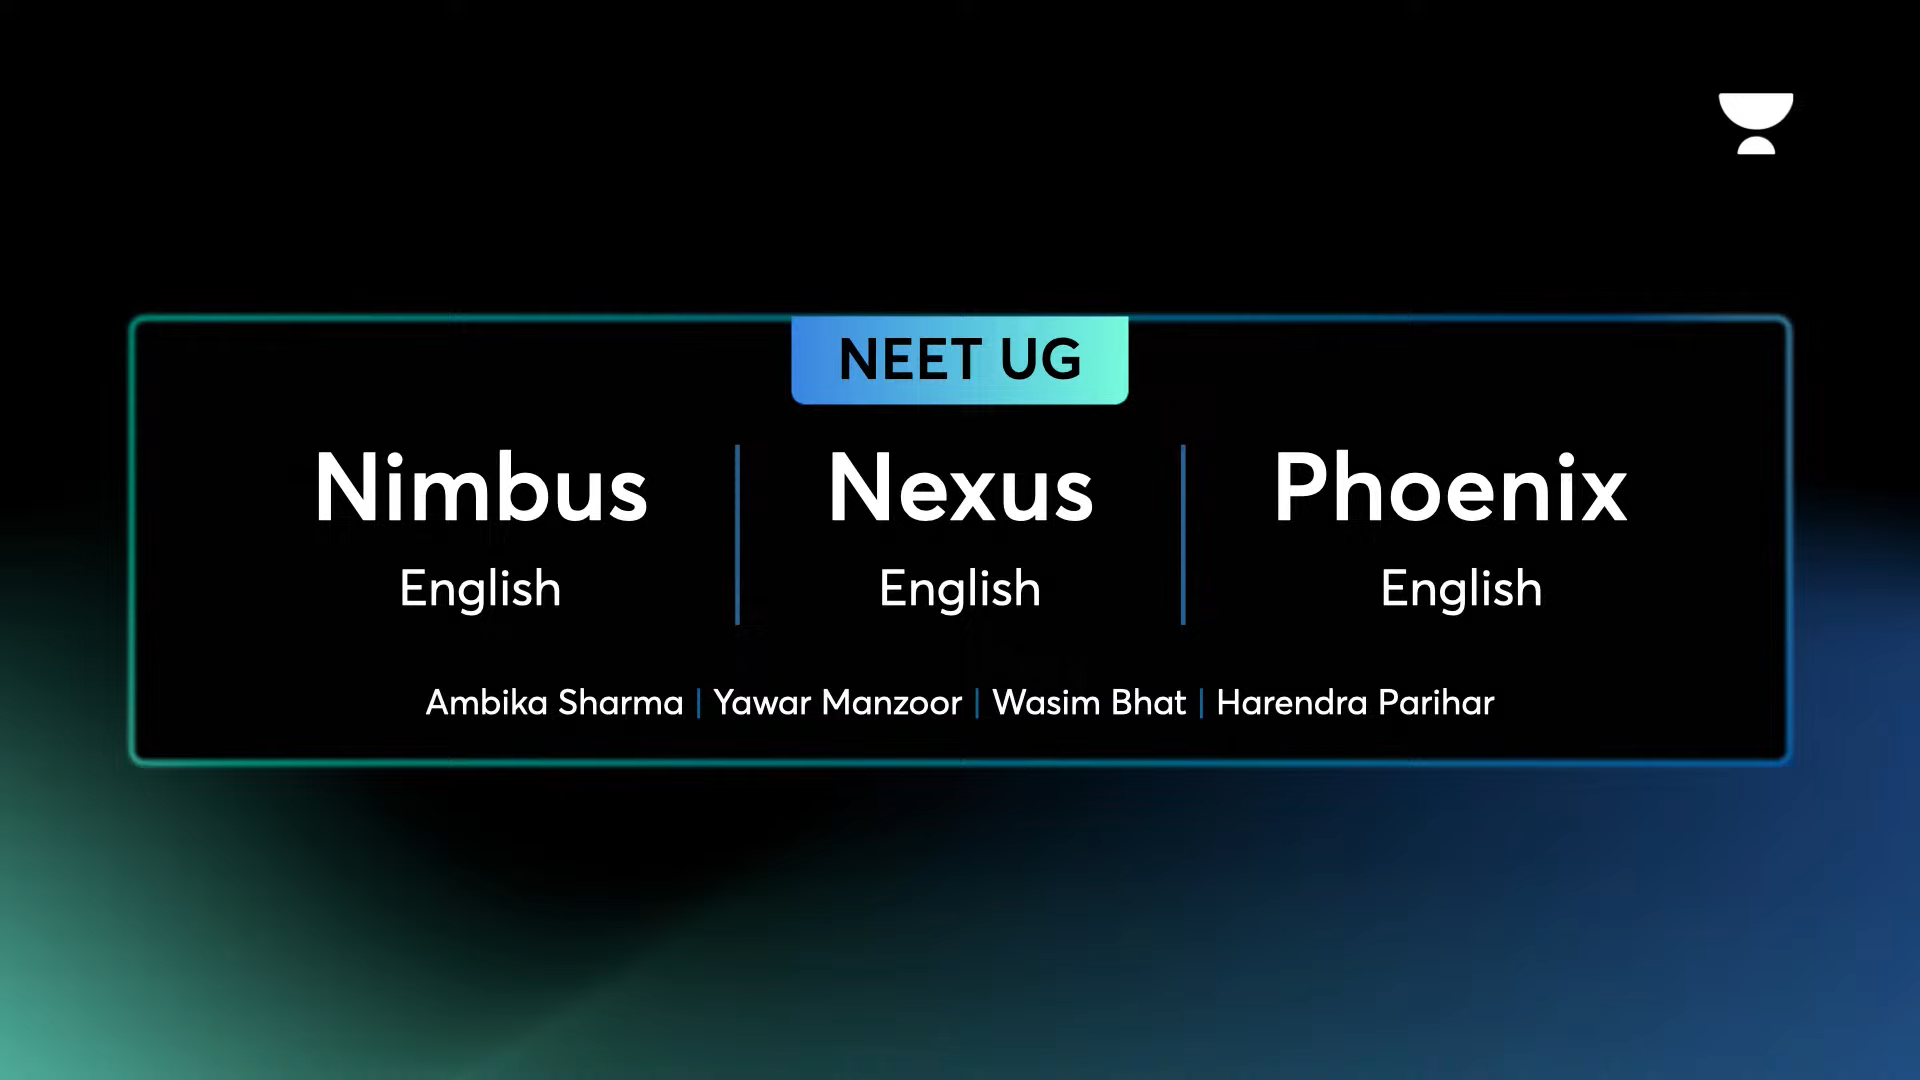 NEET UG
Nimbus | Nexus | Phoenix
English | English | English
Ambika Sharma | Yawar Manzoor | Wasim Bhat | Harendra Parihar